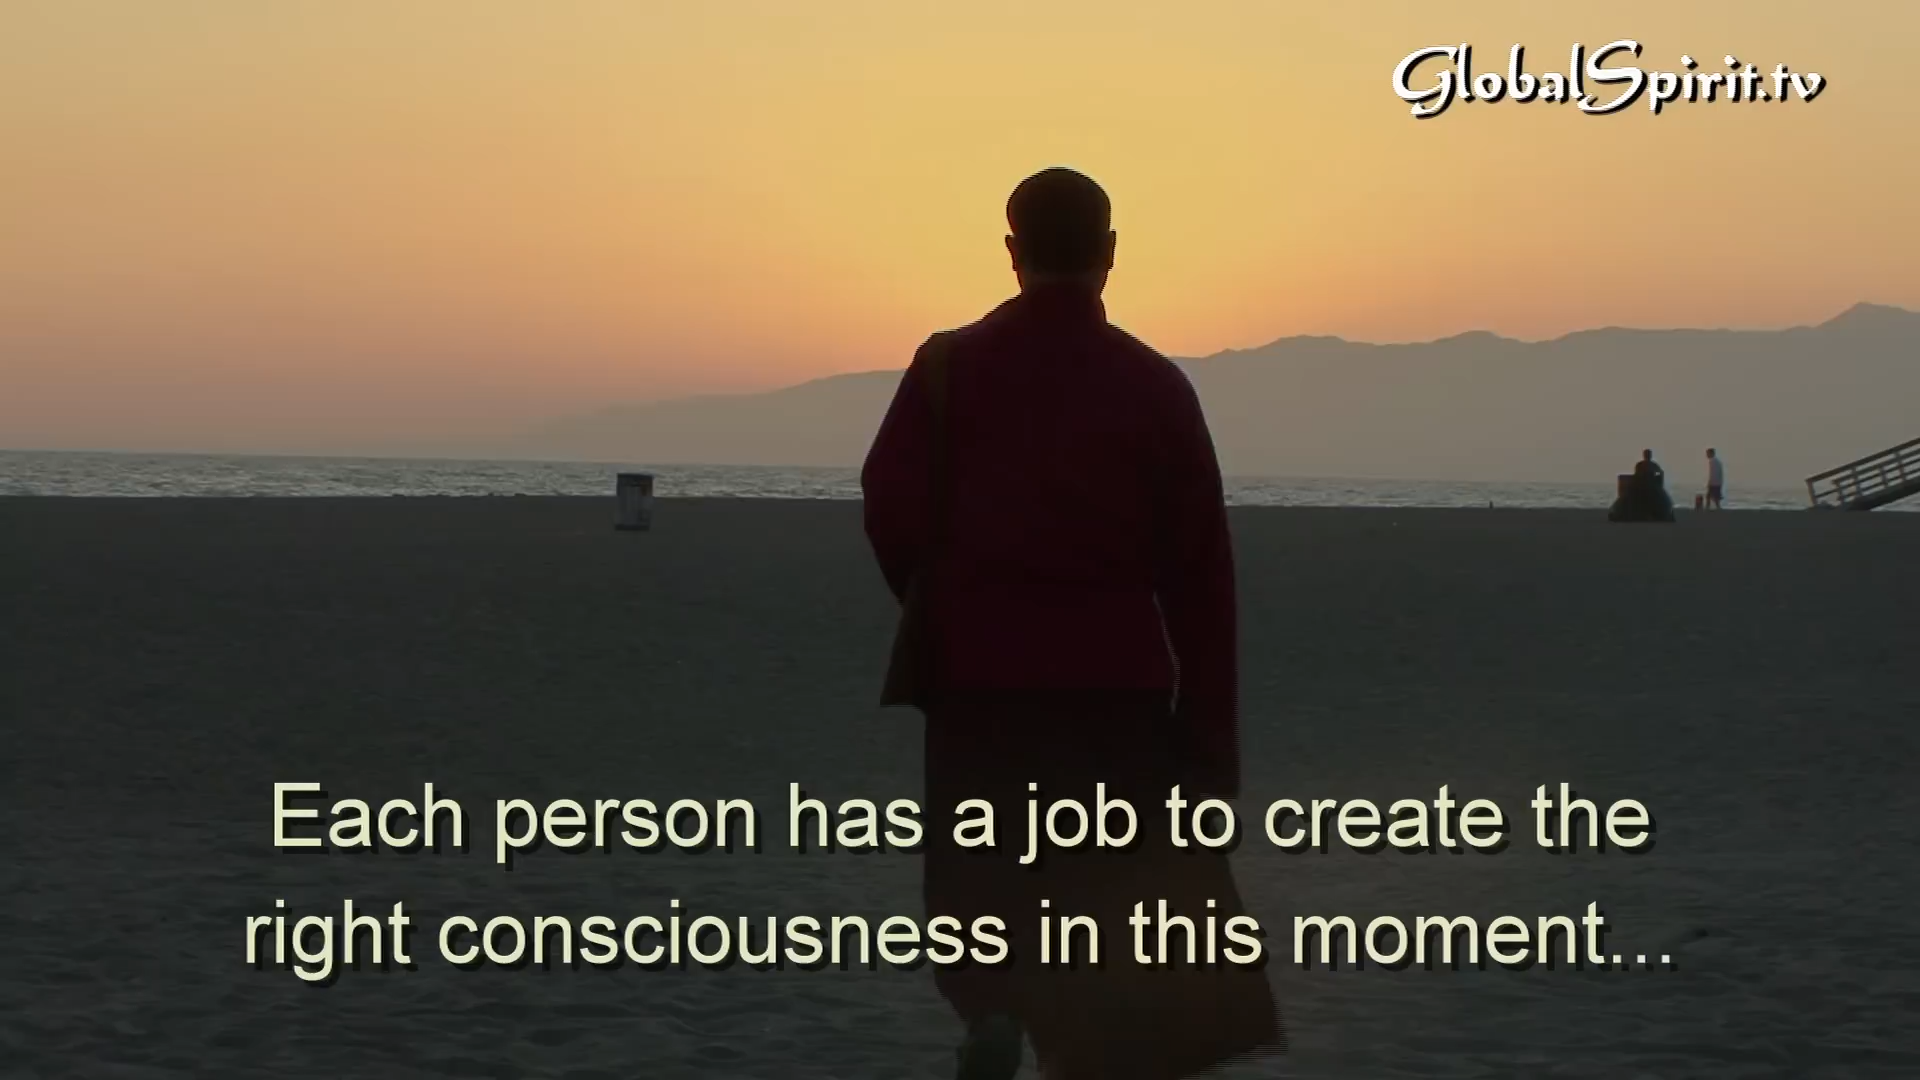 GlobalSpirit.tv
Each person has a job to create the
right consciousness in this moment...